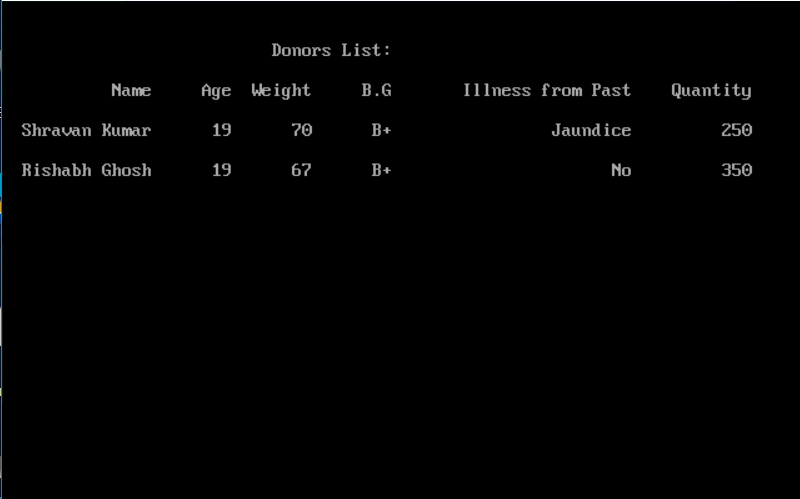 Donors List:
Name Age Weight B.G Illness from Past Quantity
Shravan Kumar 19 70 B+ Jaundice 250
Rishabh Ghosh 19 67 B+ No 350